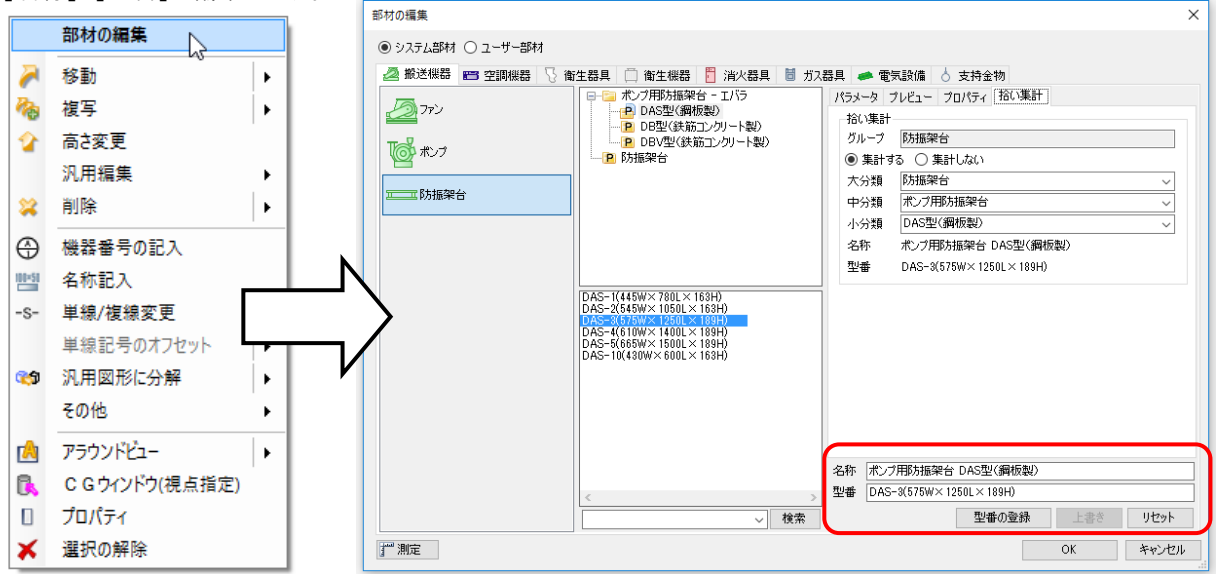 部材の編集
移動
複写
高さ変更
汎用編集
削除
機器番号の記入
名称記入
-S- 単線/複線変更
単線記号のオフセット
汎用図形に分解
その他
アラウンドビュー
ＣＧウィンドウ(視点指定)
プロパティ
選択の解除
部材の編集
システム部材 ユーザー部材
搬送機器 空調機器 衛生器具 衛生機器 消火器具 ガス器具 電気設備 支持金物
ファン
ポンプ
防振架台
ポンプ用防振架台 - エバラ
DAS型(鋼板製)
DB型(鉄筋コンクリート製)
DBV型(鉄筋コンクリート製)
防振架台
DAS-1(445W×780L×163H)
DAS-2(545W×1050L×163H)
DAS-3(575W×1250L×189H)
DAS-4(610W×1400L×189H)
DAS-5(665W×1500L×189H)
DAS-10(430W×600L×163H)
検索
パラメータ プレビュー プロパティ 拾い集計
拾い集計
グループ 防振架台
集計する 集計しない
大分類 防振架台
中分類 ポンプ用防振架台
小分類 DAS型(鋼板製)
名称 ポンプ用防振架台 DAS型(鋼板製)
型番 DAS-3(575W×1250L×189H)
名称 ポンプ用防振架台 DAS型(鋼板製)
型番 DAS-3(575W×1250L×189H)
型番の登録 上書き リセット
測定 OK キャンセル